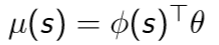 μ(s) = ϕ(s)^⊤θ